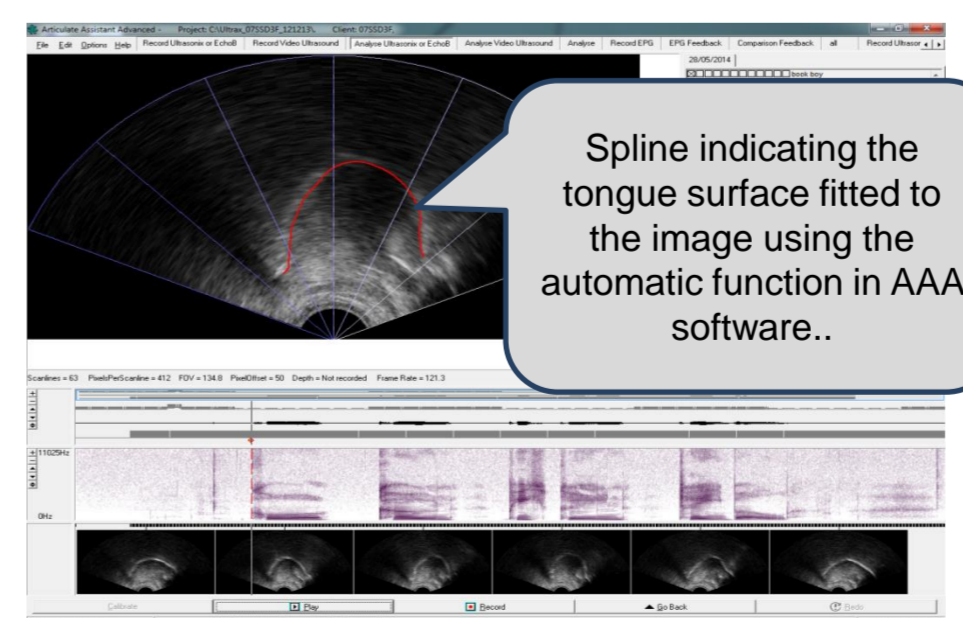 Articulate Assistant Advanced - Project: C:\Ultrax_07SSD3F_121213\. Client: 07SSD3F,
File Edit Options Help Record Ultrasonix or EchoB Record Video Ultrasound Analyse Ultrasonix or EchoB Analyse Video Ultrasound Analyse Record EPG EPG Feedback Comparison Feedback all Record Ultrasor
28/05/2014
book boy
Spline indicating the
tongue surface fitted to
the image using the
automatic function in AAA
software..
Scanlines = 63 PixelsPerScanline = 412 FOV = 134.8 PixelOffset = 50 Depth = Not recorded Frame Rate = 121.3
11025Hz
0Hz
Calibrate Play Record Go Back Redo